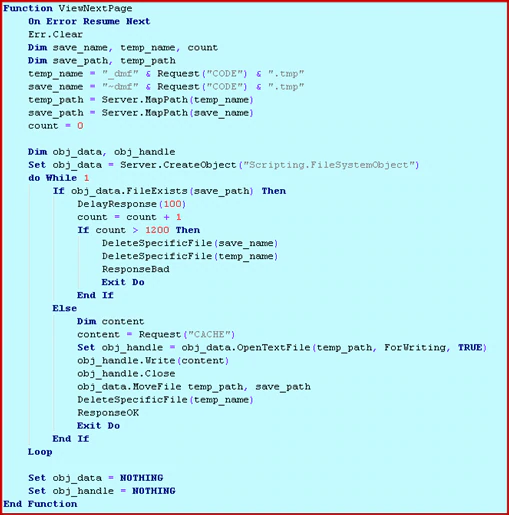 Function ViewNextPage
On Error Resume Next
Err.Clear
Dim save_name, temp_name, count
Dim save_path, temp_path
temp_name = "_dmf" & Request("CODE") & ".tmp"
save_name = "~dmf" & Request("CODE") & ".tmp"
temp_path = Server.MapPath(temp_name)
save_path = Server.MapPath(save_name)
count = 0
Dim obj_data, obj_handle
Set obj_data = Server.CreateObject("Scripting.FileSystemObject")
do While 1
If obj_data.FileExists(save_path) Then
DelayResponse(100)
count = count + 1
If count > 1200 Then
DeleteSpecificFile(save_name)
DeleteSpecificFile(temp_name)
ResponseBad
Exit Do
End If
Else
Dim content
content = Request("CACHE")
Set obj_handle = obj_data.OpenTextFile(temp_path, ForWriting, TRUE)
obj_handle.Write(content)
obj_handle.Close
obj_data.MoveFile temp_path, save_path
DeleteSpecificFile(temp_name)
ResponseOK
Exit Do
End If
Loop
Set obj_data = NOTHING
Set obj_handle = NOTHING
End Function